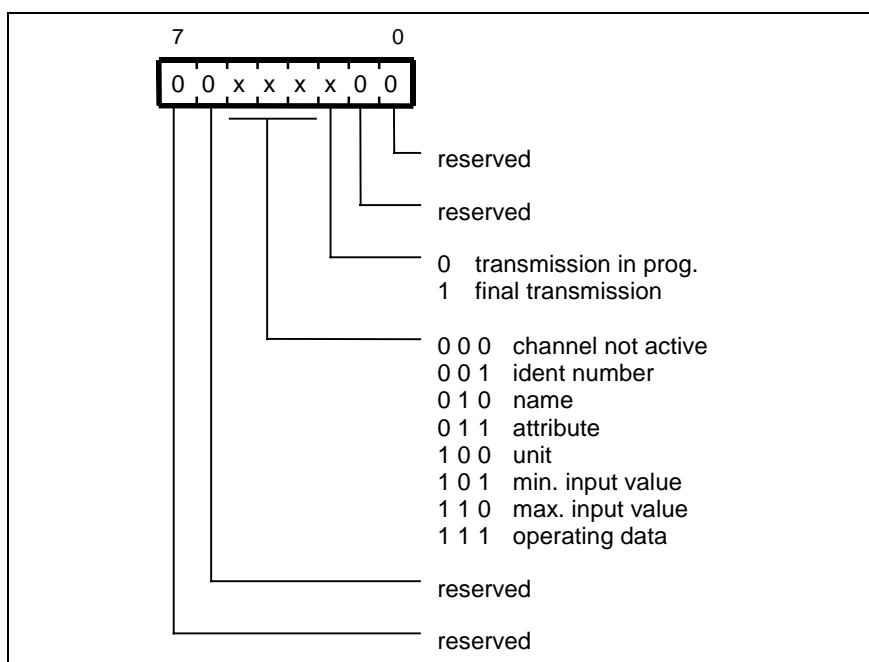 7 0
0 0 x x x x 0 0
reserved
reserved
0 transmission in prog.
1 final transmission
0 0 0 channel not active
0 0 1 ident number
0 1 0 name
0 1 1 attribute
1 0 0 unit
1 0 1 min. input value
1 1 0 max. input value
1 1 1 operating data
reserved
reserved